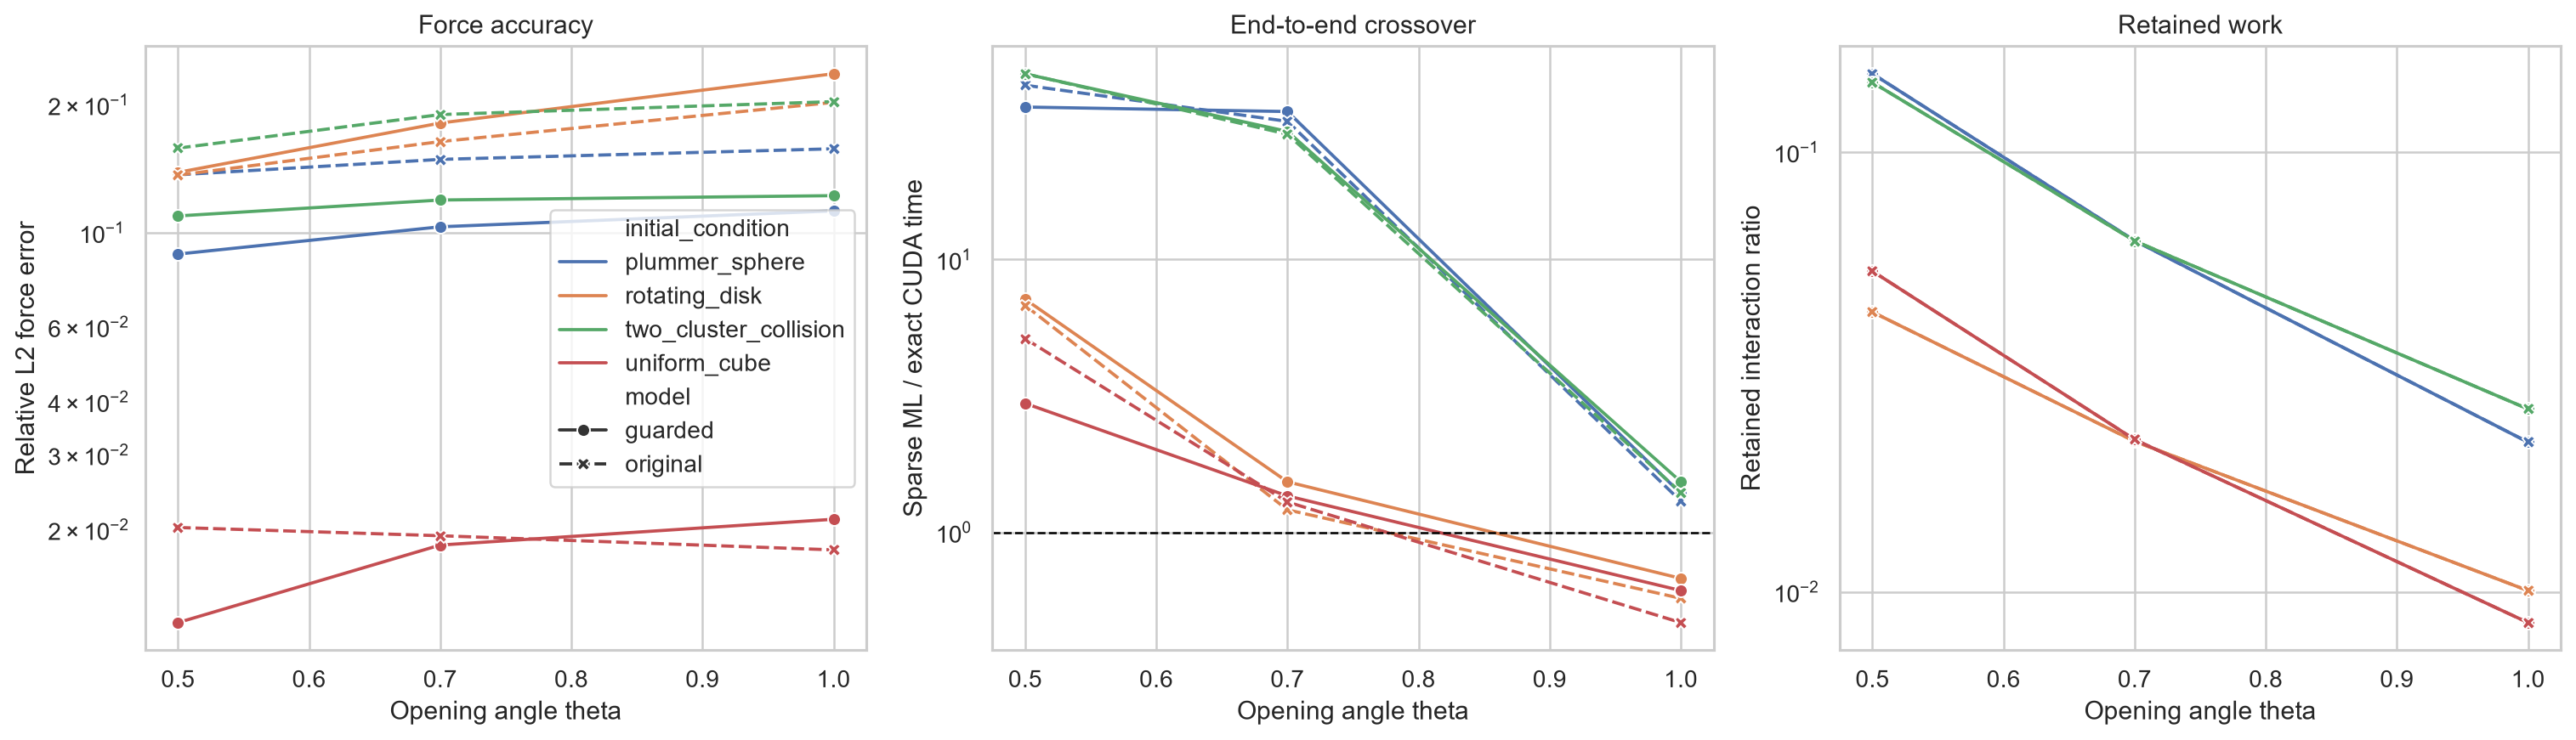 Force accuracy
Relative L2 force error
2 × 10⁻¹
10⁻¹
6 × 10⁻²
4 × 10⁻²
3 × 10⁻²
2 × 10⁻²
initial_condition
plummer_sphere
rotating_disk
two_cluster_collision
uniform_cube
model
guarded
original
0.5 0.6 0.7 0.8 0.9 1.0
Opening angle theta
End-to-end crossover
Sparse ML / exact CUDA time
10¹
10⁰
0.5 0.6 0.7 0.8 0.9 1.0
Opening angle theta
Retained work
Retained interaction ratio
10⁻¹
10⁻²
0.5 0.6 0.7 0.8 0.9 1.0
Opening angle theta